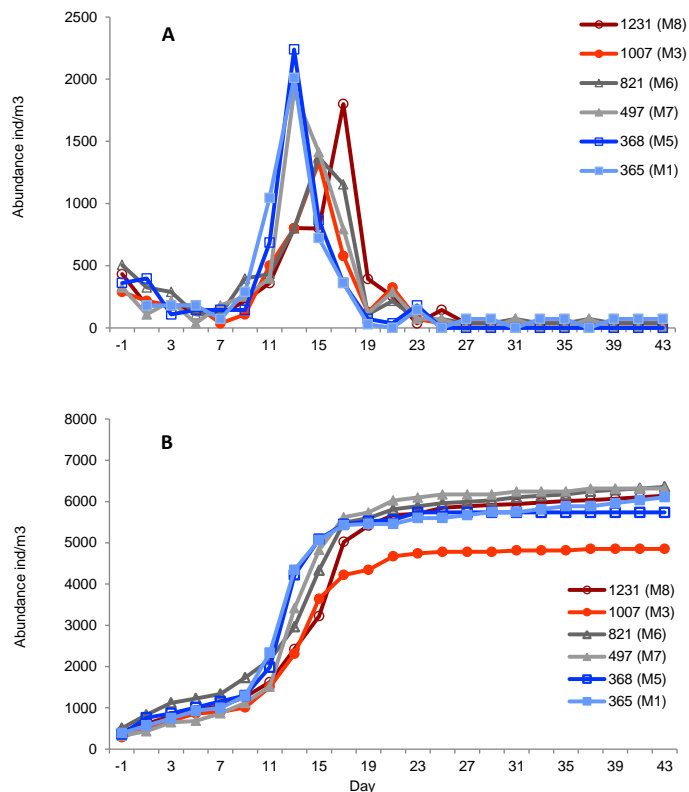 A
Abundance ind/m3
2500
2000
1500
1000
500
0
-1 3 7 11 15 19 23 27 31 35 39 43
1231 (M8)
1007 (M3)
821 (M6)
497 (M7)
368 (M5)
365 (M1)
B
Abundance ind/m3
8000
7000
6000
5000
4000
3000
2000
1000
0
-1 3 7 11 15 19 23 27 31 35 39 43
Day
1231 (M8)
1007 (M3)
821 (M6)
497 (M7)
368 (M5)
365 (M1)